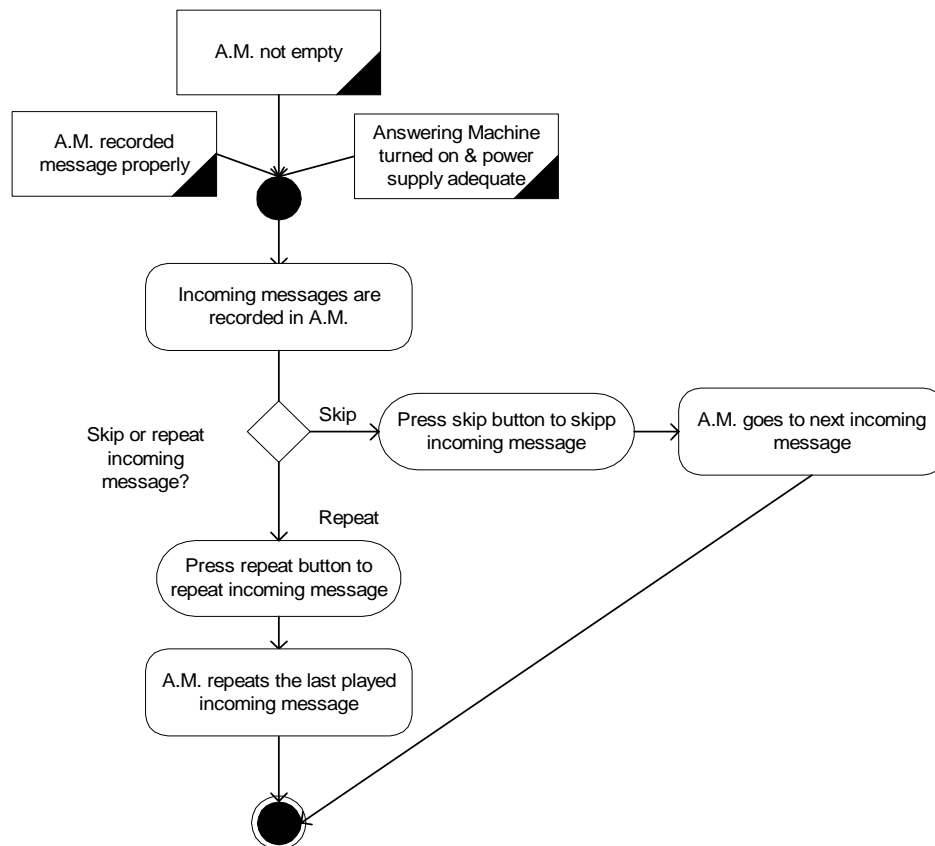 A.M. not empty
A.M. recorded
message properly
Answering Machine
turned on & power
supply adequate
Incoming messages are
recorded in A.M.
Skip or repeat
incoming
message?
Skip
Press skip button to skipp
incoming message
A.M. goes to next incoming
message
Repeat
Press repeat button to
repeat incoming message
A.M. repeats the last played
incoming message